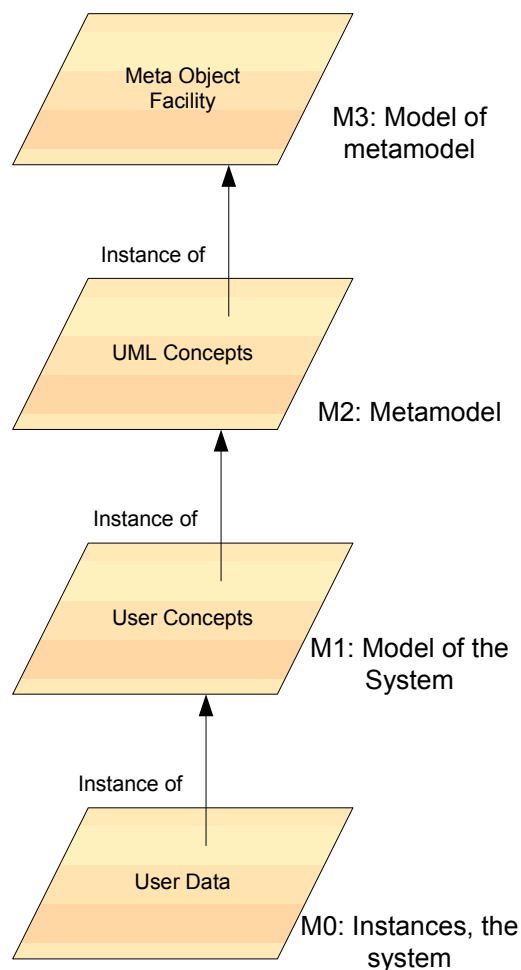 Meta Object
Facility
M3: Model of
metamodel
Instance of
UML Concepts
M2: Metamodel
Instance of
User Concepts
M1: Model of the
System
Instance of
User Data
M0: Instances, the
system